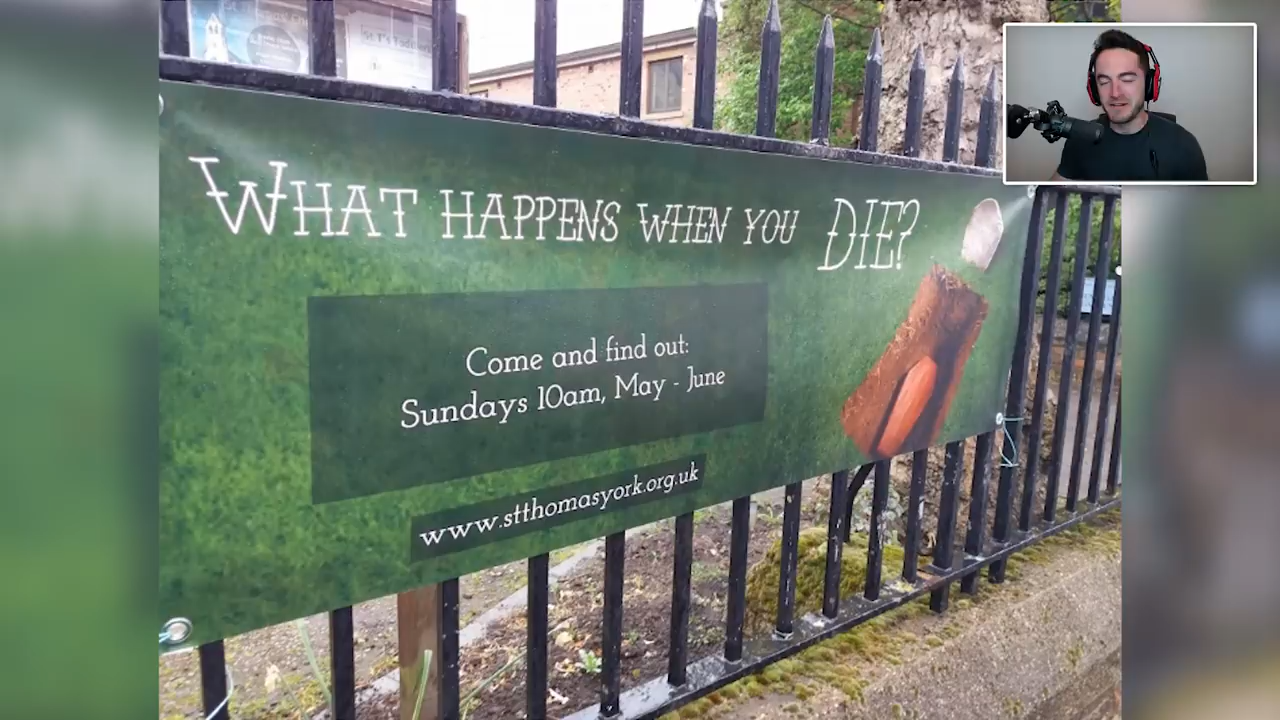 WHAT HAPPENS WHEN YOU DIE?
Come and find out:
Sundays 10am, May - June
www.stthomasyork.org.uk